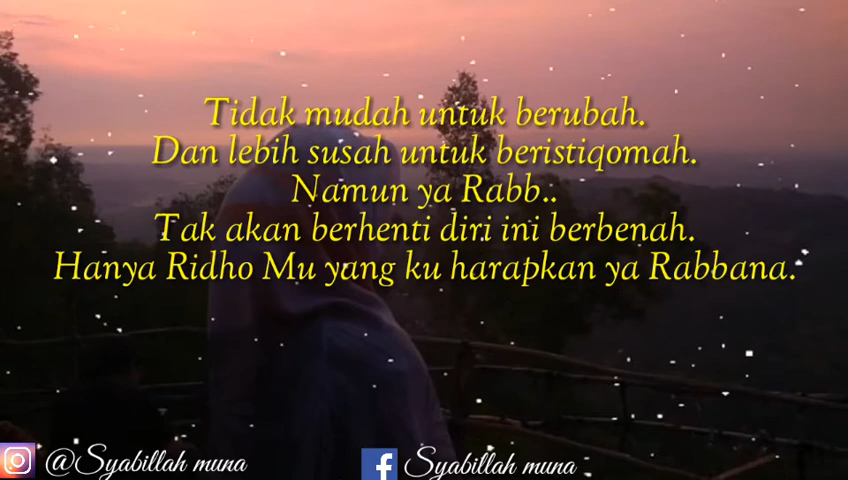 Tidak mudah untuk berubah.
Dan lebih susah untuk beristiqomah.
Namun ya Rabb..
Tak akan berhenti diri ini berbenah.
Hanya Ridho Mu yang ku harapkan ya Rabbana.
@Syabillah muna
Syabillah muna